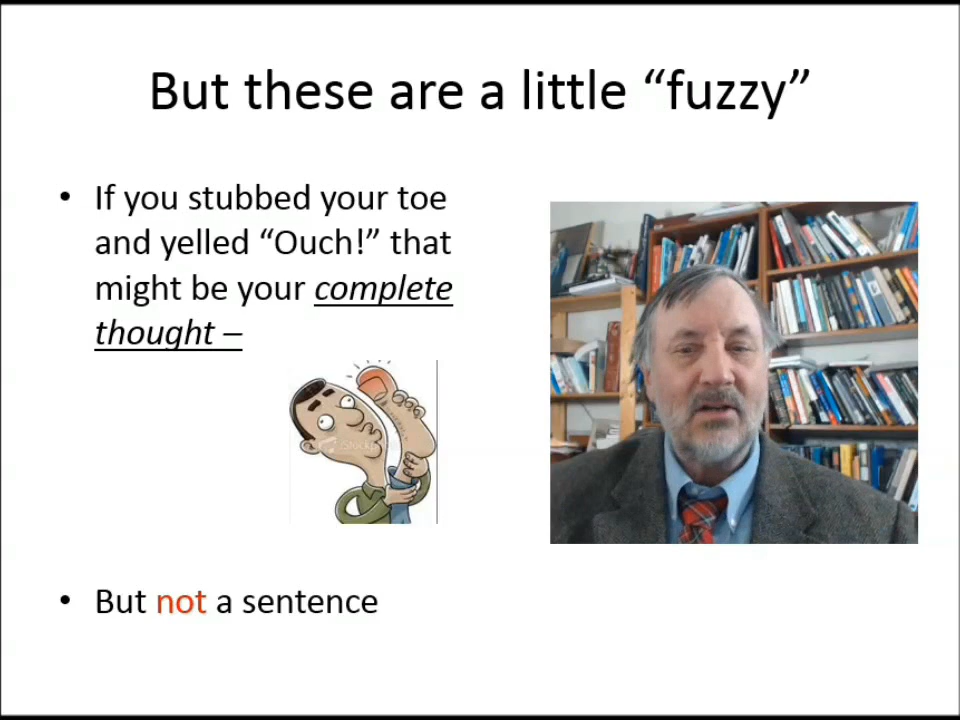 But these are a little “fuzzy”
• If you stubbed your toe
and yelled “Ouch!” that
might be your complete
thought –
iStock
• But not a sentence